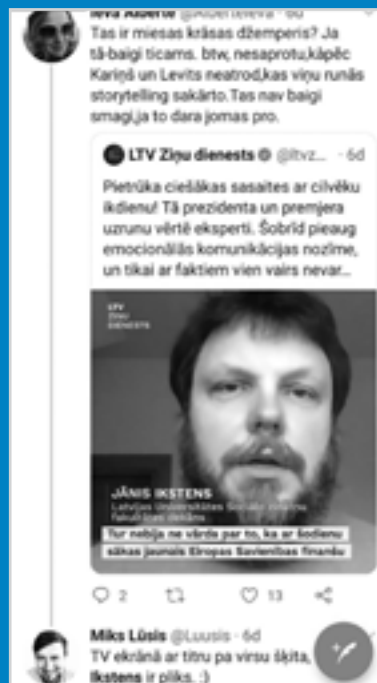 Ieva Alberte @AlberteIeva · 6d
Tas ir miesas krāsas džemperis? Ja
tā-baigi ticams. btw, nesaprotu,kāpēc
Kariņš un Levits neatrod,kas viņu runās
storytelling sakārto.Tas nav baigi
smagi,ja to dara jomas pro.
LTV Ziņu dienests @ltvz... · 6d
Pietrūka ciešākas sasaites ar cilvēku
ikdienu! Tā prezidenta un premjera
uzrunu vērtē eksperti. Šobrīd pieaug
emocionālās komunikācijas nozīme,
un tikai ar faktiem vien vairs nevar...
LTV
ZIŅU
DIENESTS
JĀNIS IKSTENS
Latvijas Universitātes Sociālo zinātņu
fakultātes dekāns
Tur nebija ne vārda par to, ka ar šodienu
sākas jaunais Eiropas Savienības finanšu
2
13
Miks Lūsis @Luusis · 6d
TV ekrānā ar titru pa virsu šķita,
Ikstens ir pliks. :)